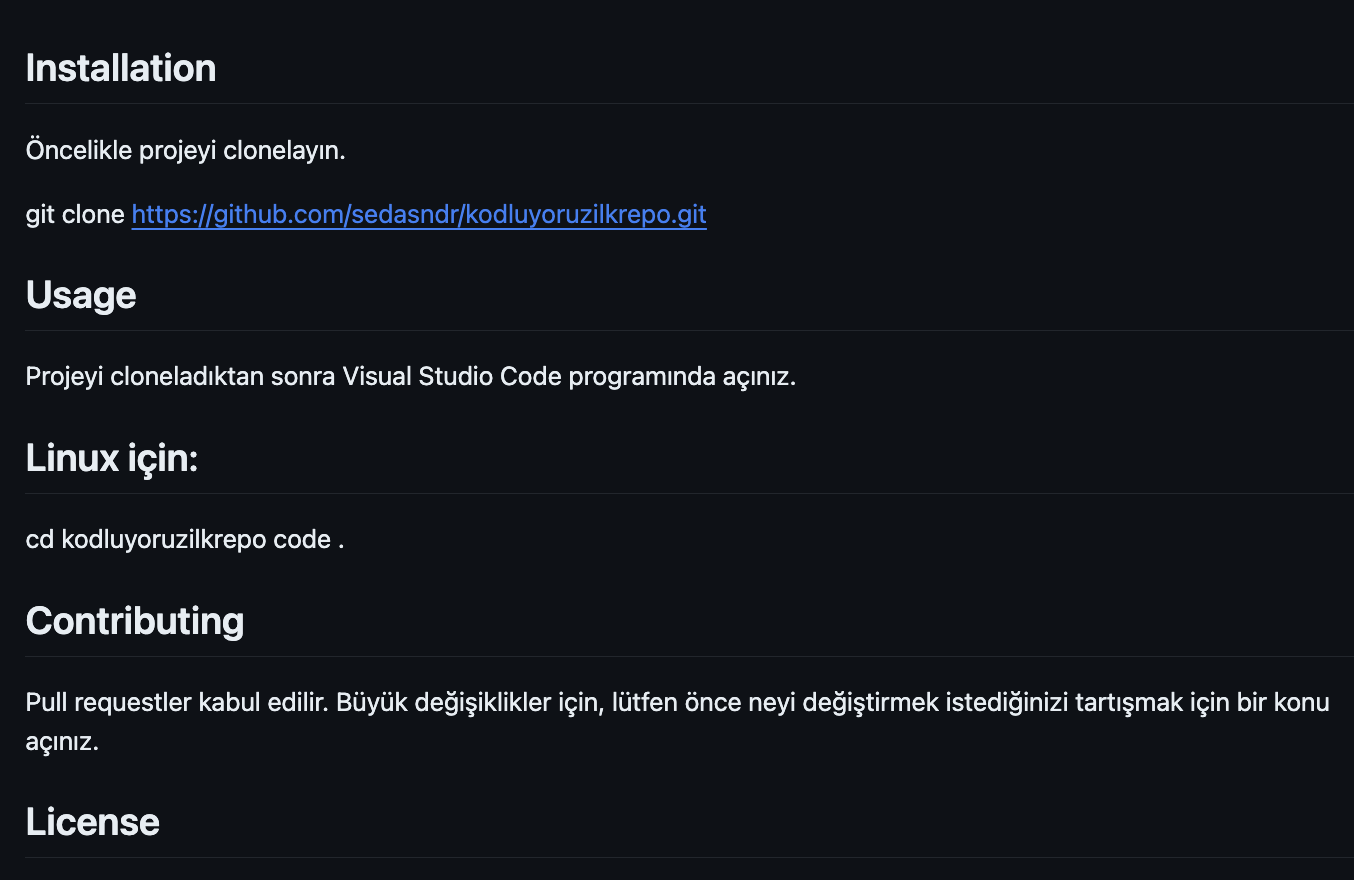 Installation
Öncelikle projeyi clonelayın.
git clone https://github.com/sedasndr/kodluyoruzilkrepo.git
Usage
Projeyi cloneladıktan sonra Visual Studio Code programında açınız.
Linux için:
cd kodluyoruzilkrepo code .
Contributing
Pull requestler kabul edilir. Büyük değişiklikler için, lütfen önce neyi değiştirmek istediğinizi tartışmak için bir konu
açınız.
License